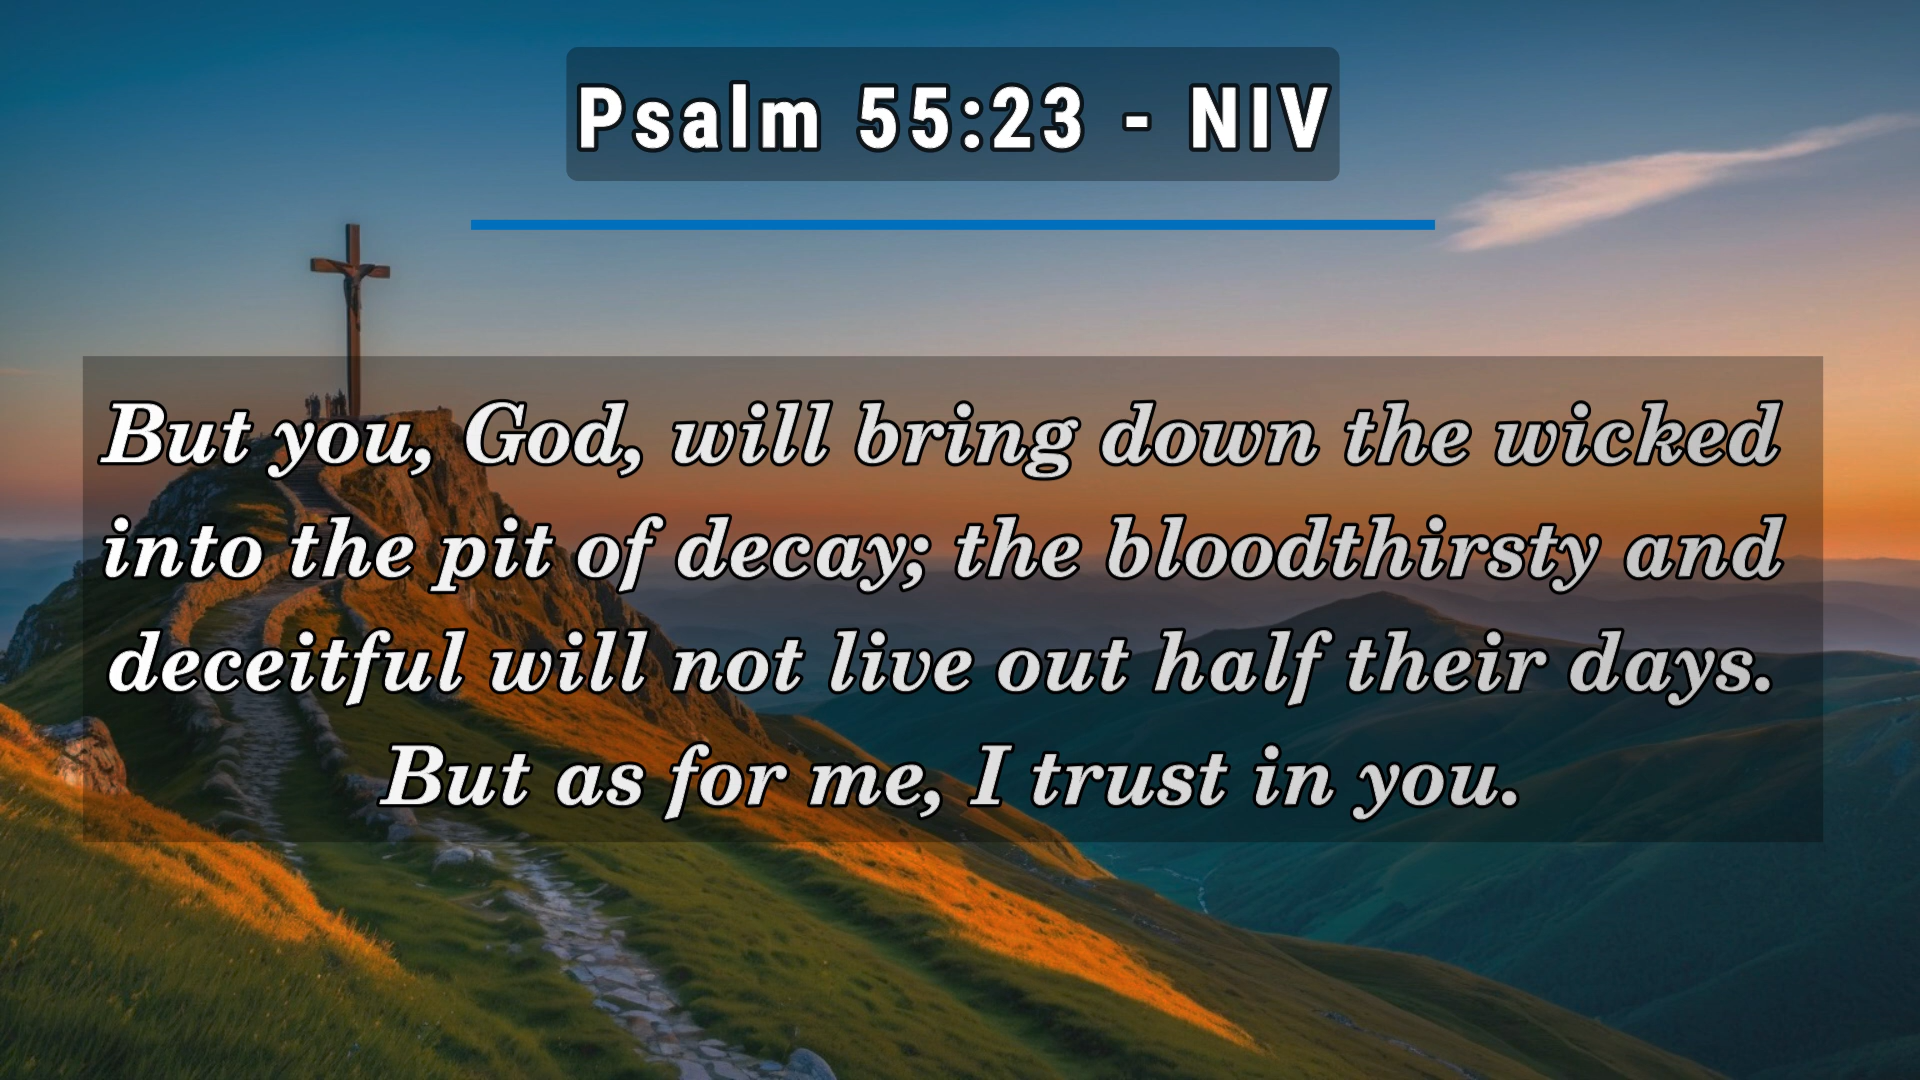 Psalm 55:23 - NIV
But you, God, will bring down the wicked
into the pit of decay; the bloodthirsty and
deceitful will not live out half their days.
But as for me, I trust in you.